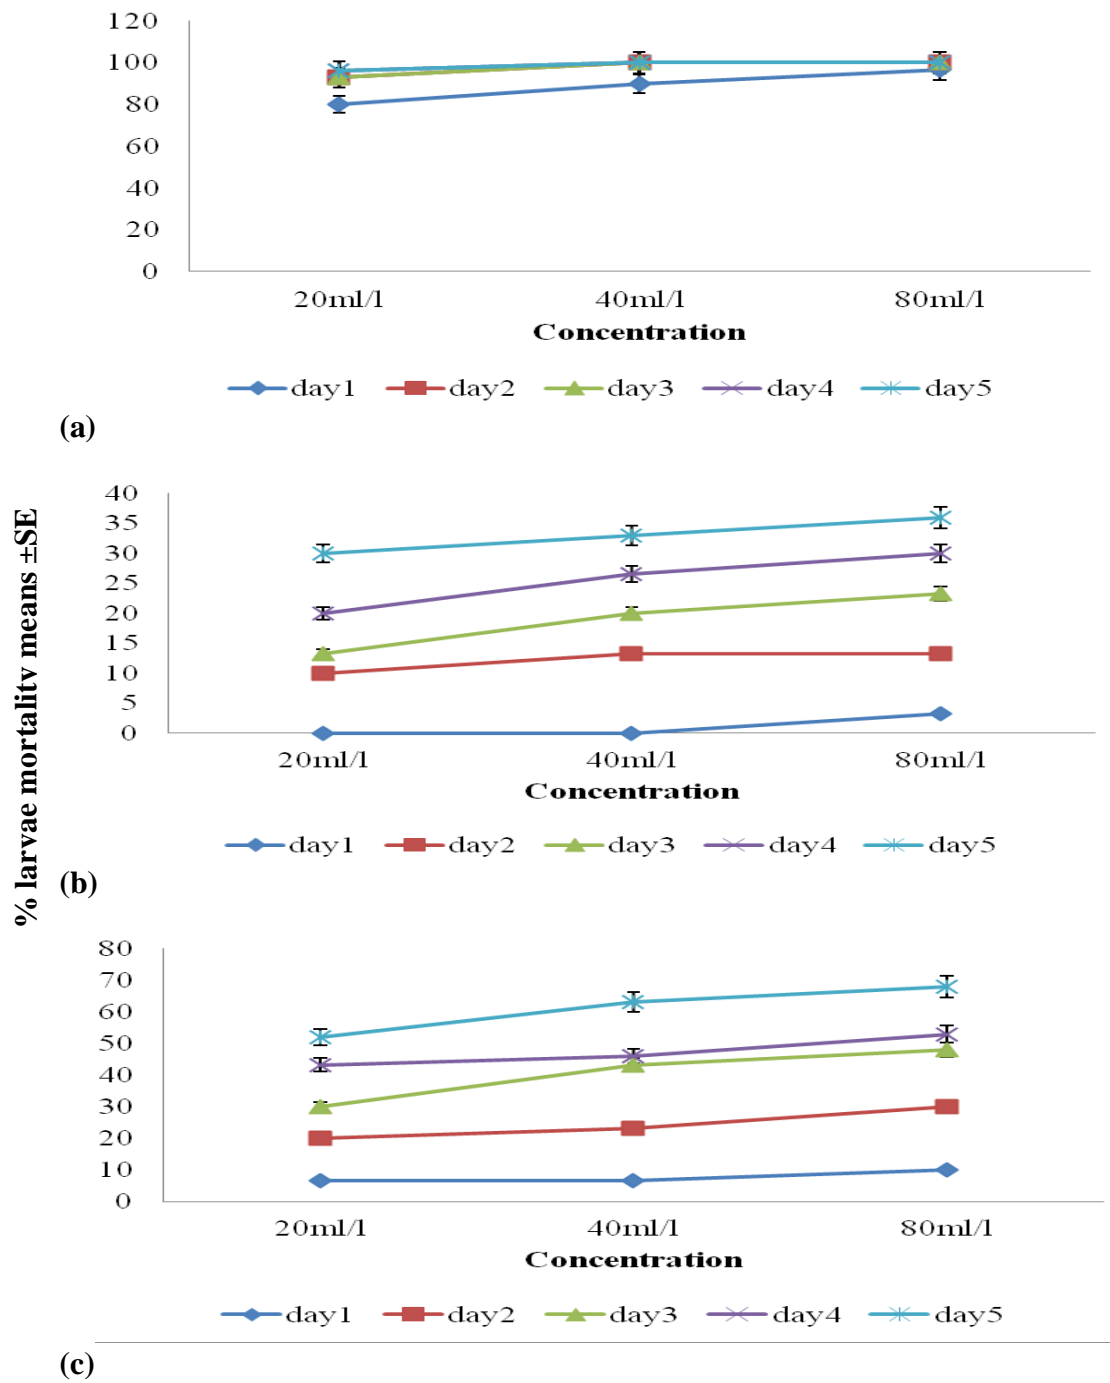 120
100
80
60
40
20
0
20ml/l 40ml/l 80ml/l
Concentration
day1 day2 day3 day4 day5
(a)
% larvae mortality means ±SE
40
35
30
25
20
15
10
5
0
20ml/l 40ml/l 80ml/l
Concentration
day1 day2 day3 day4 day5
(b)
80
70
60
50
40
30
20
10
0
20ml/l 40ml/l 80ml/l
Concentration
day1 day2 day3 day4 day5
(c)